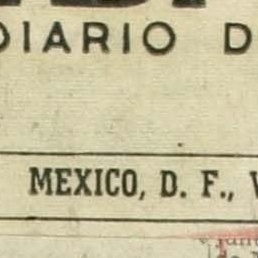 DIARIO D
MEXICO, D. F., V